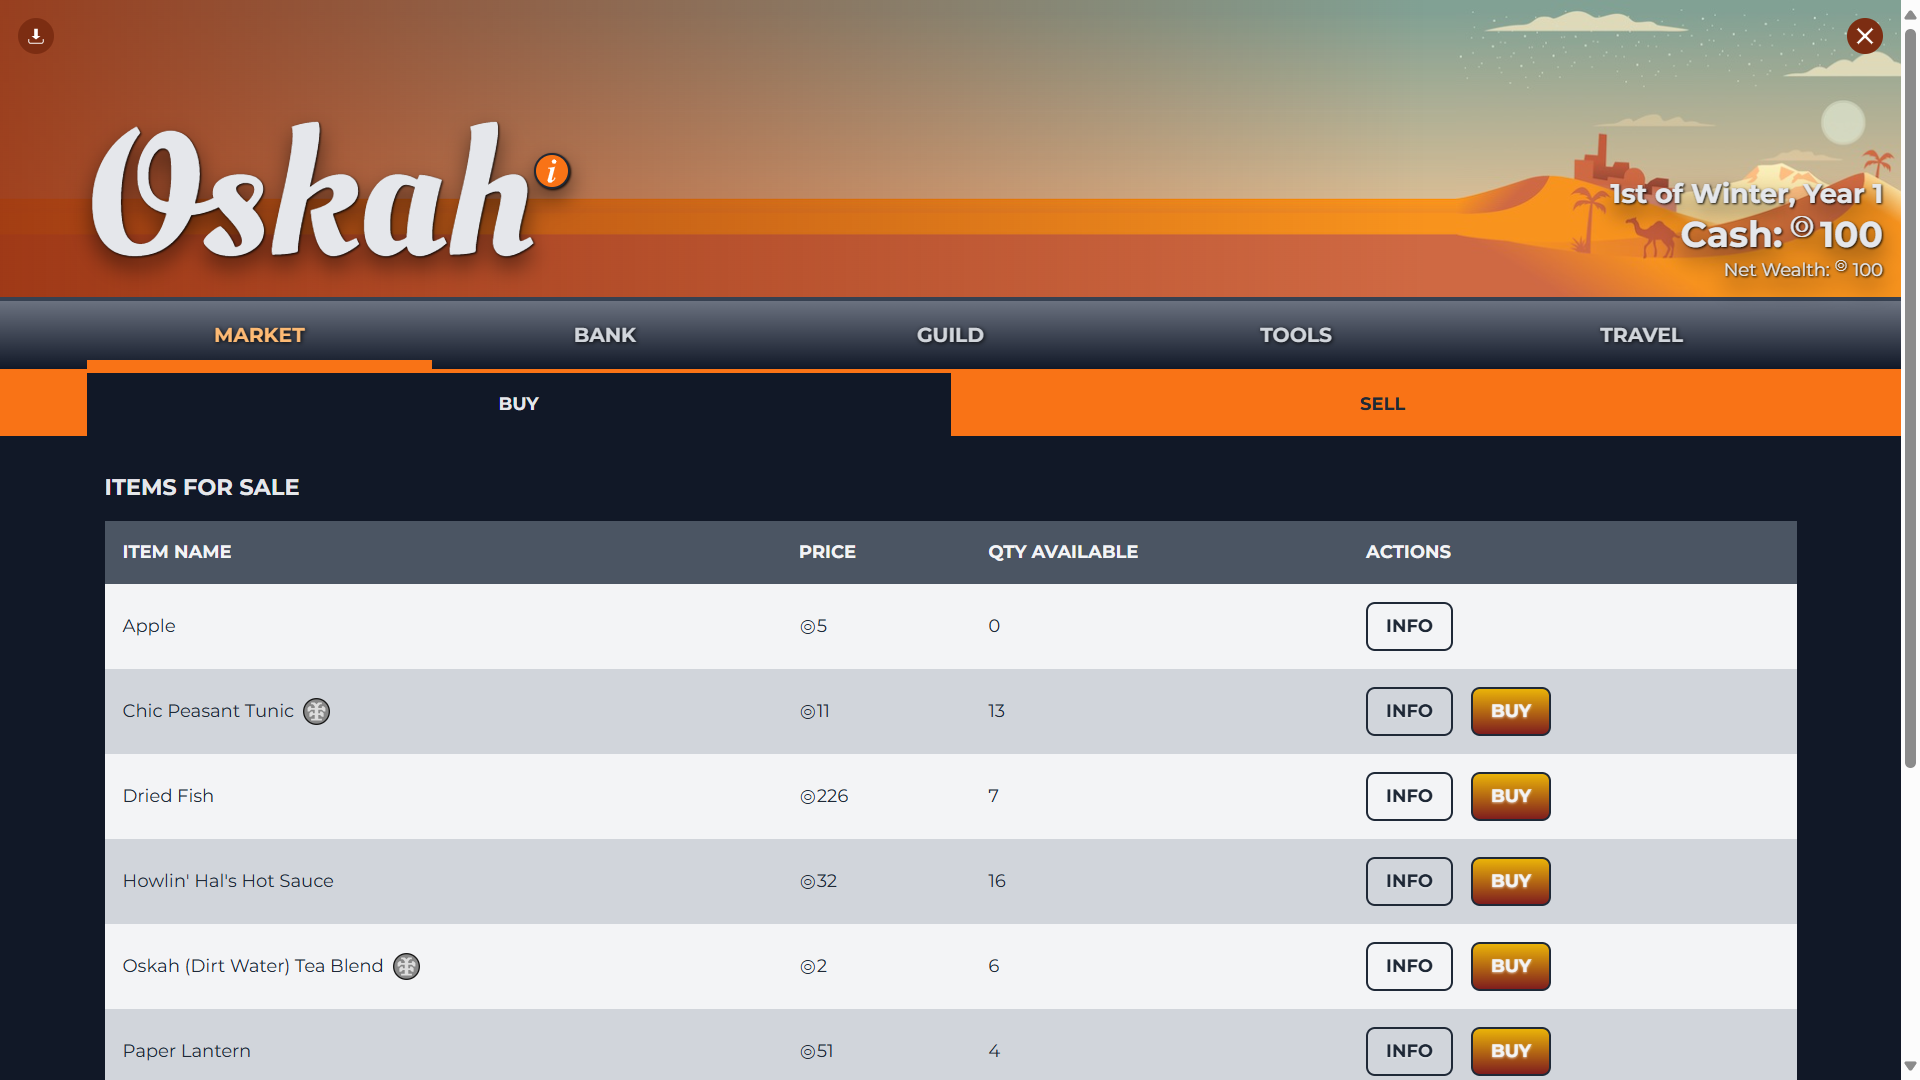 Oskah
i
1st of Winter, Year 1
Cash: ◎100
Net Wealth: ◎100
MARKET BANK GUILD TOOLS TRAVEL
BUY SELL
ITEMS FOR SALE
ITEM NAME PRICE QTY AVAILABLE ACTIONS
Apple ◎5 0 INFO
Chic Peasant Tunic ◎11 13 INFO BUY
Dried Fish ◎226 7 INFO BUY
Howlin' Hal's Hot Sauce ◎32 16 INFO BUY
Oskah (Dirt Water) Tea Blend ◎2 6 INFO BUY
Paper Lantern ◎51 4 INFO BUY